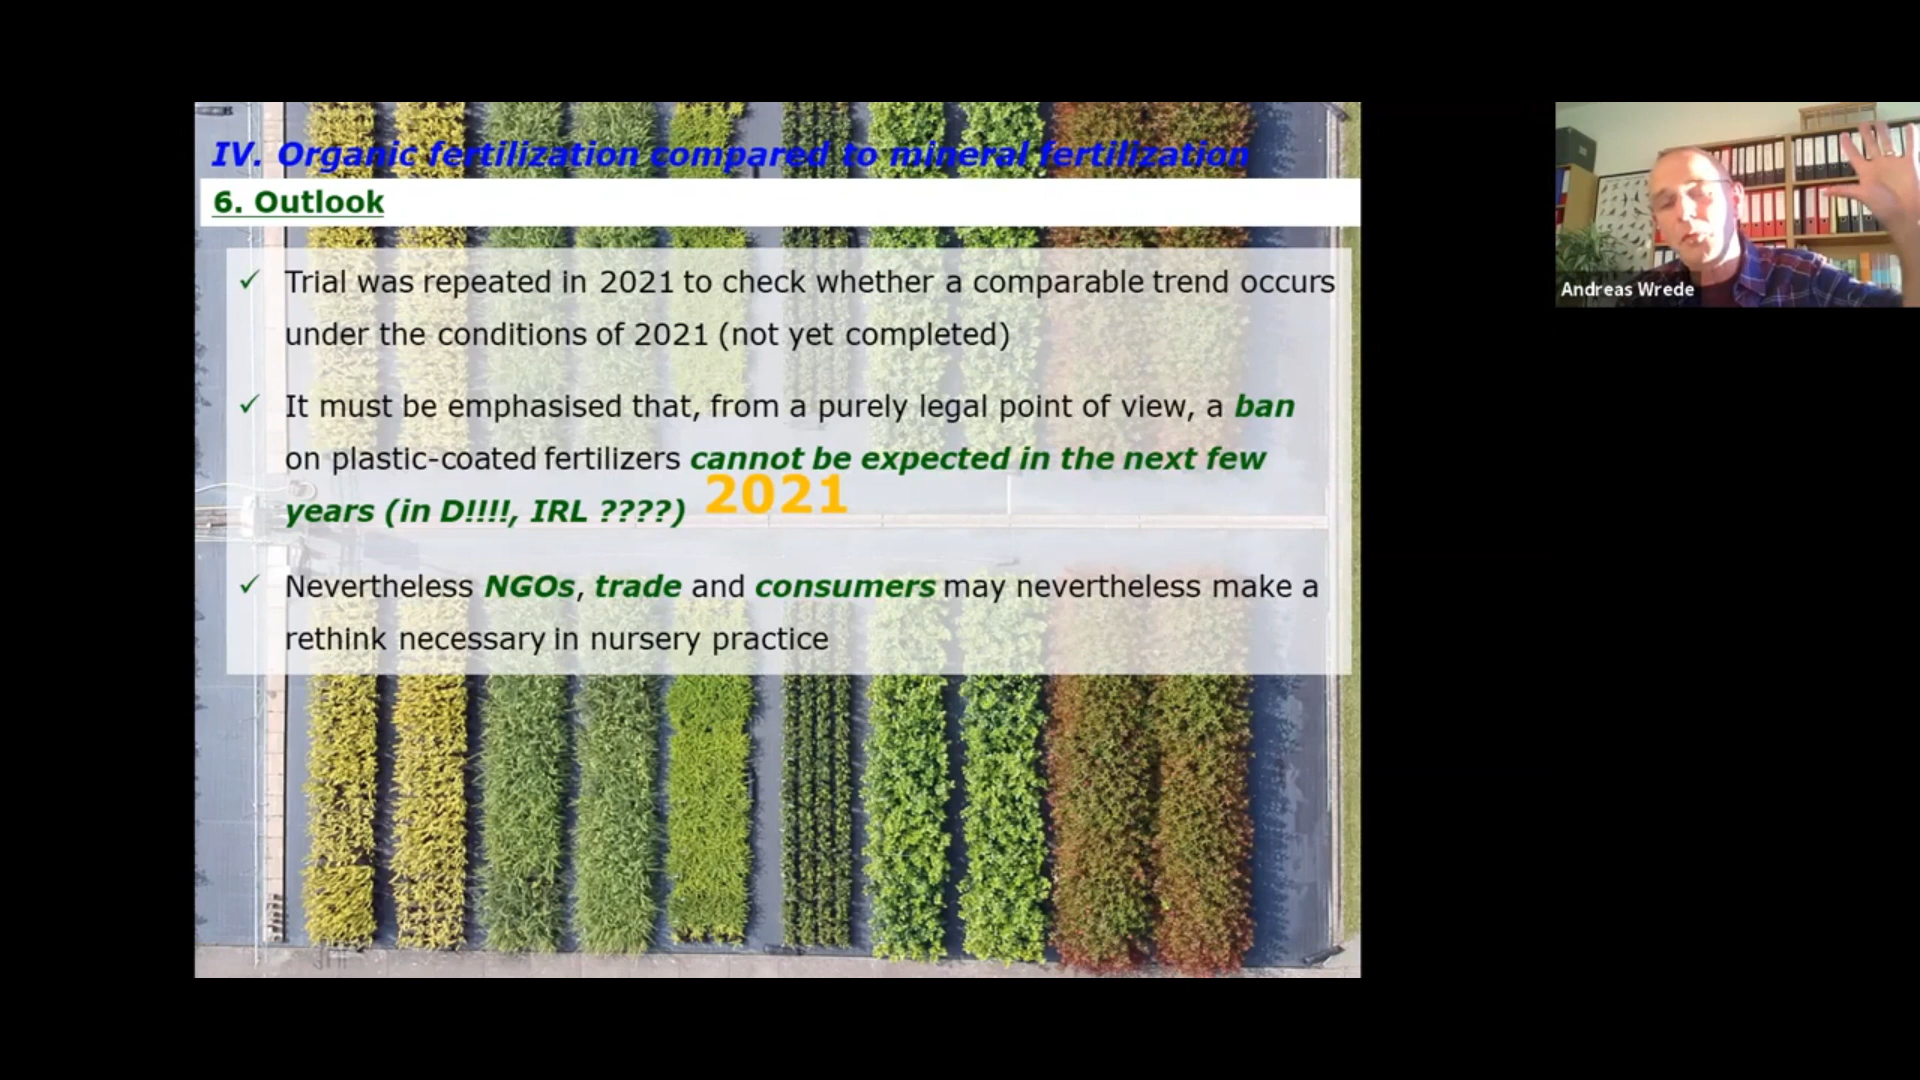 IV. Organic fertilization compared to mineral fertilization
6. Outlook
✓ Trial was repeated in 2021 to check whether a comparable trend occurs
under the conditions of 2021 (not yet completed)
✓ It must be emphasised that, from a purely legal point of view, a ban
on plastic-coated fertilizers cannot be expected in the next few
years (in D!!!!, IRL ????)
2021
✓ Nevertheless NGOs, trade and consumers may nevertheless make a
rethink necessary in nursery practice
Andreas Wrede